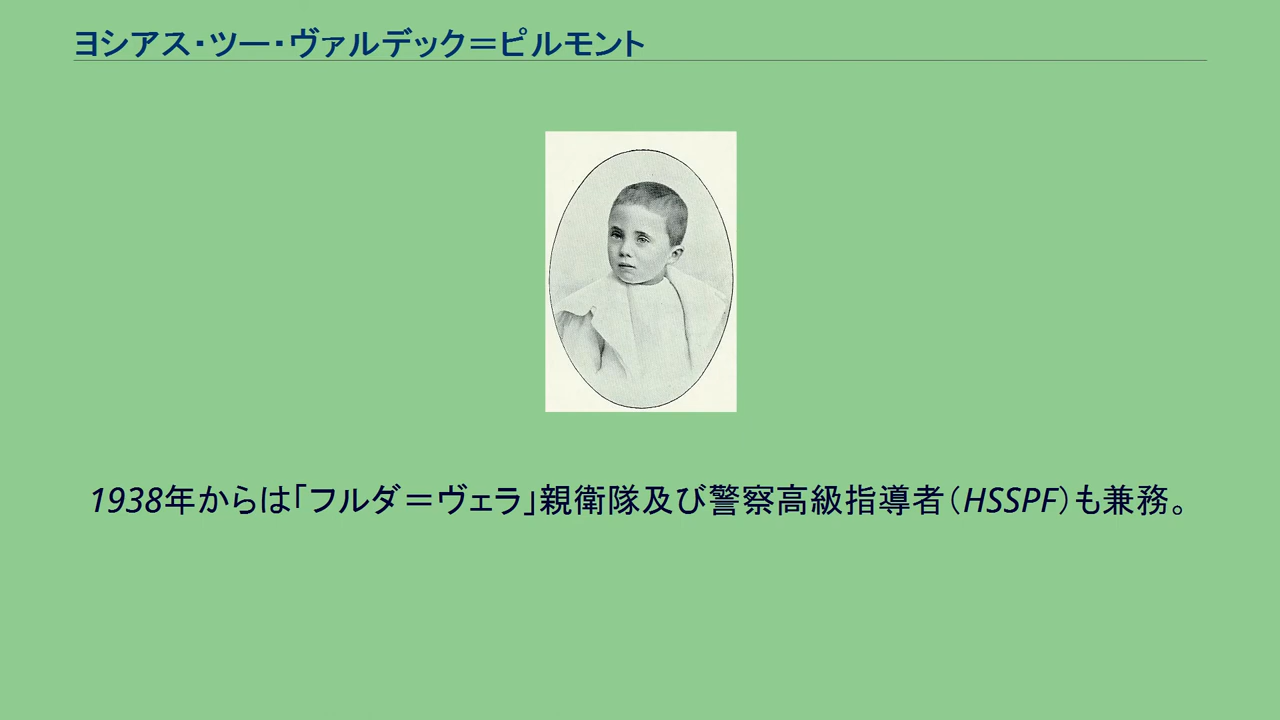 ヨシアス・ツー・ヴァルデック＝ピルモント
1938年からは「フルダ＝ヴェラ」親衛隊及び警察高級指導者（HSSPF）も兼務。